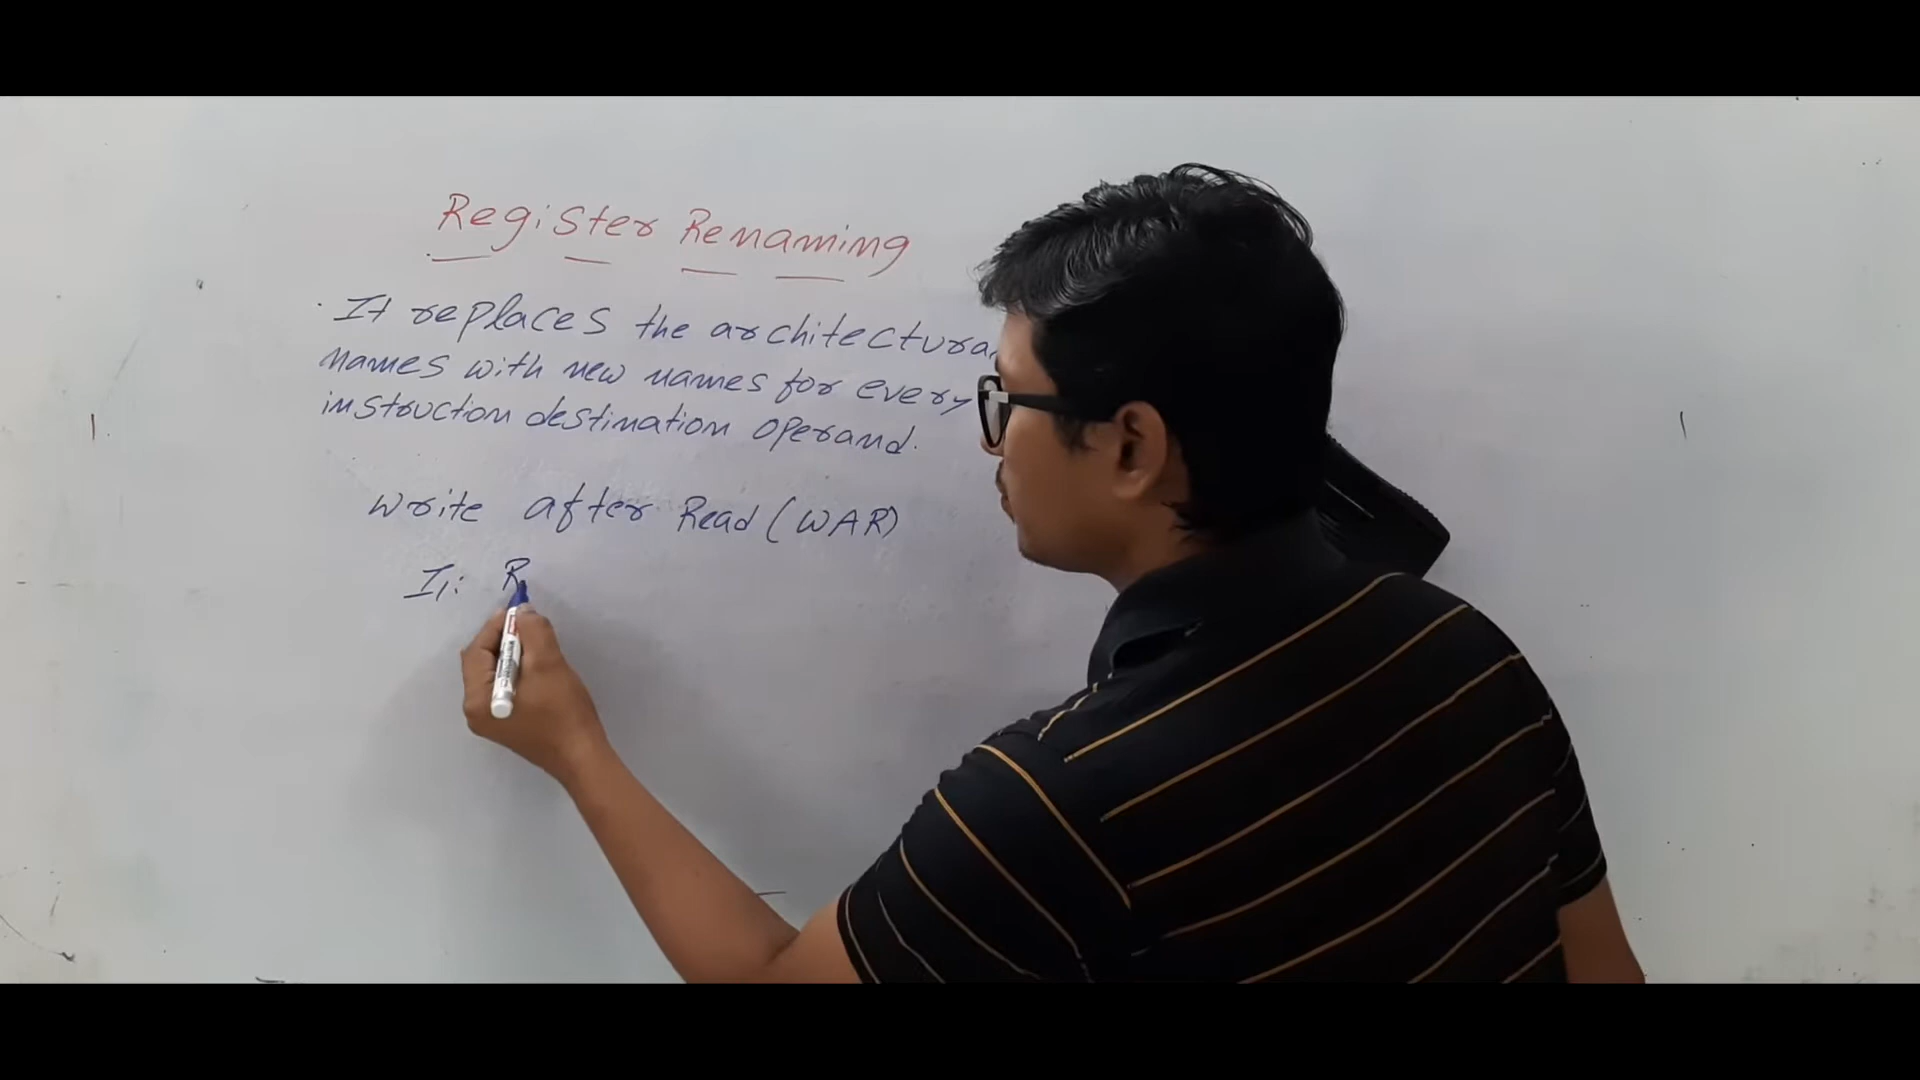 Register Renaming
. It replaces the architectura
names with new names for every
instruction destination operand.
Write after Read (WAR)
I1: R